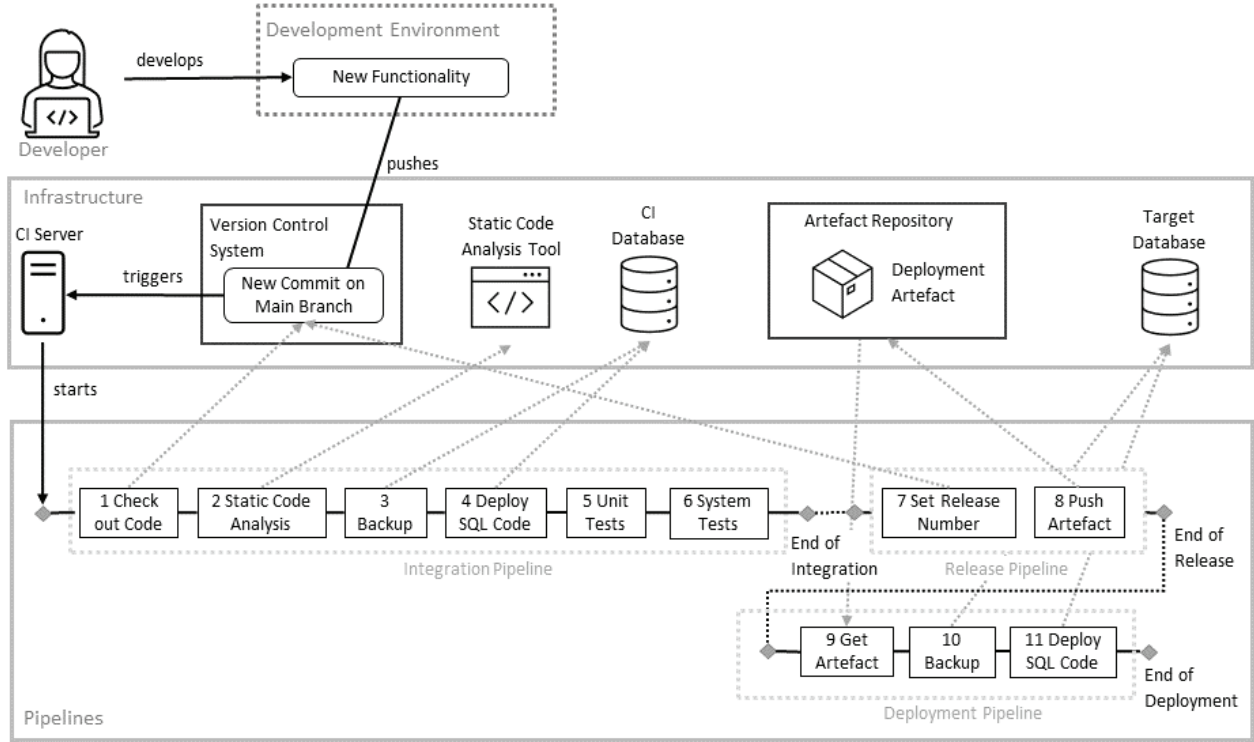 Development Environment
develops
New Functionality
</>
Developer
pushes
Infrastructure
CI Server
Version Control
System
Static Code
Analysis Tool
CI
Database
Artefact Repository
Target
Database
triggers
New Commit on
Main Branch
</>
Deployment
Artefact
starts
1 Check
out Code
2 Static Code
Analysis
3
Backup
4 Deploy
SQL Code
5 Unit
Tests
6 System
Tests
7 Set Release
Number
8 Push
Artefact
End of
Integration
End of
Release
Integration Pipeline
Release Pipeline
9 Get
Artefact
10
Backup
11 Deploy
SQL Code
End of
Deployment
Deployment Pipeline
Pipelines